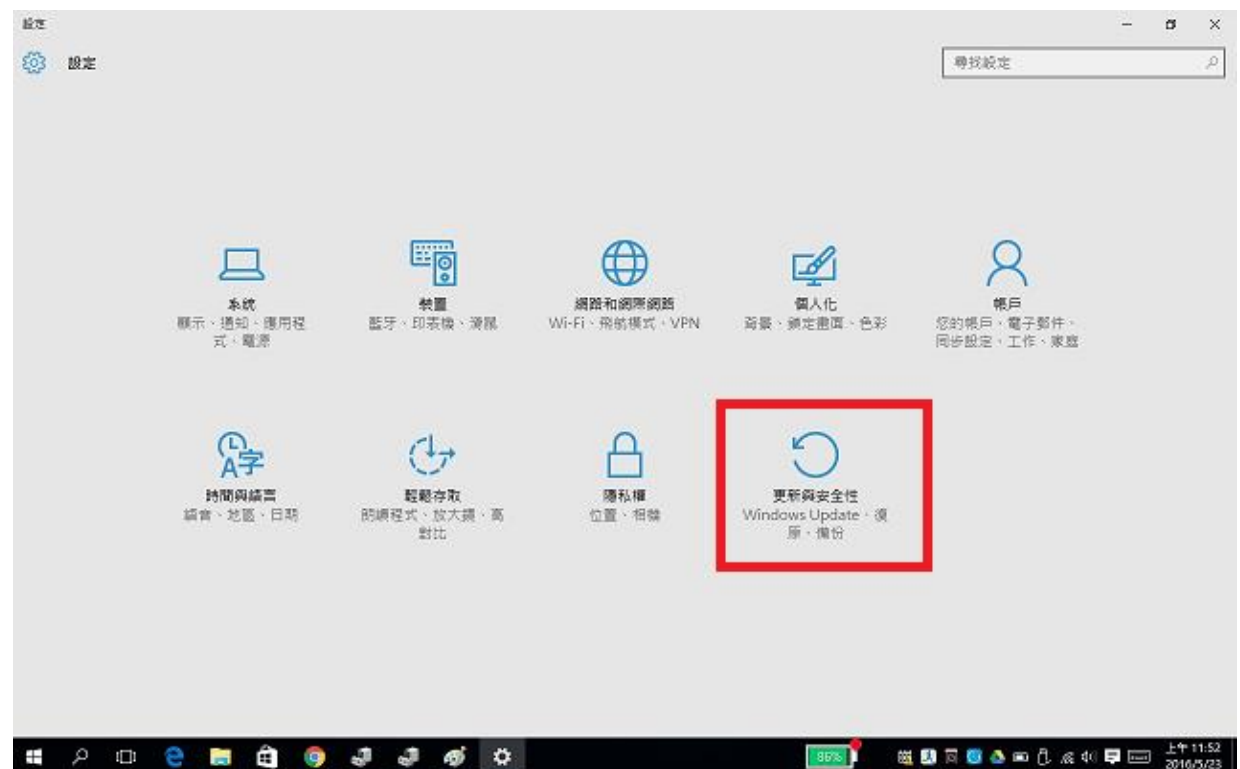 設定
設定
尋找設定
系統
顯示、通知、應用程
式、電源
裝置
藍牙、印表機、滑鼠
網路和網際網路
Wi-Fi、飛航模式、VPN
個人化
背景、鎖定畫面、色彩
帳戶
您的帳戶、電子郵件、
同步設定、工作、家庭
字
A
時間與語言
語音、地區、日期
輕鬆存取
朗讀程式、放大鏡、高
對比
隱私權
位置、相機
更新與安全性
Windows Update、復
原、備份
86%
上午 11:52
2016/5/23